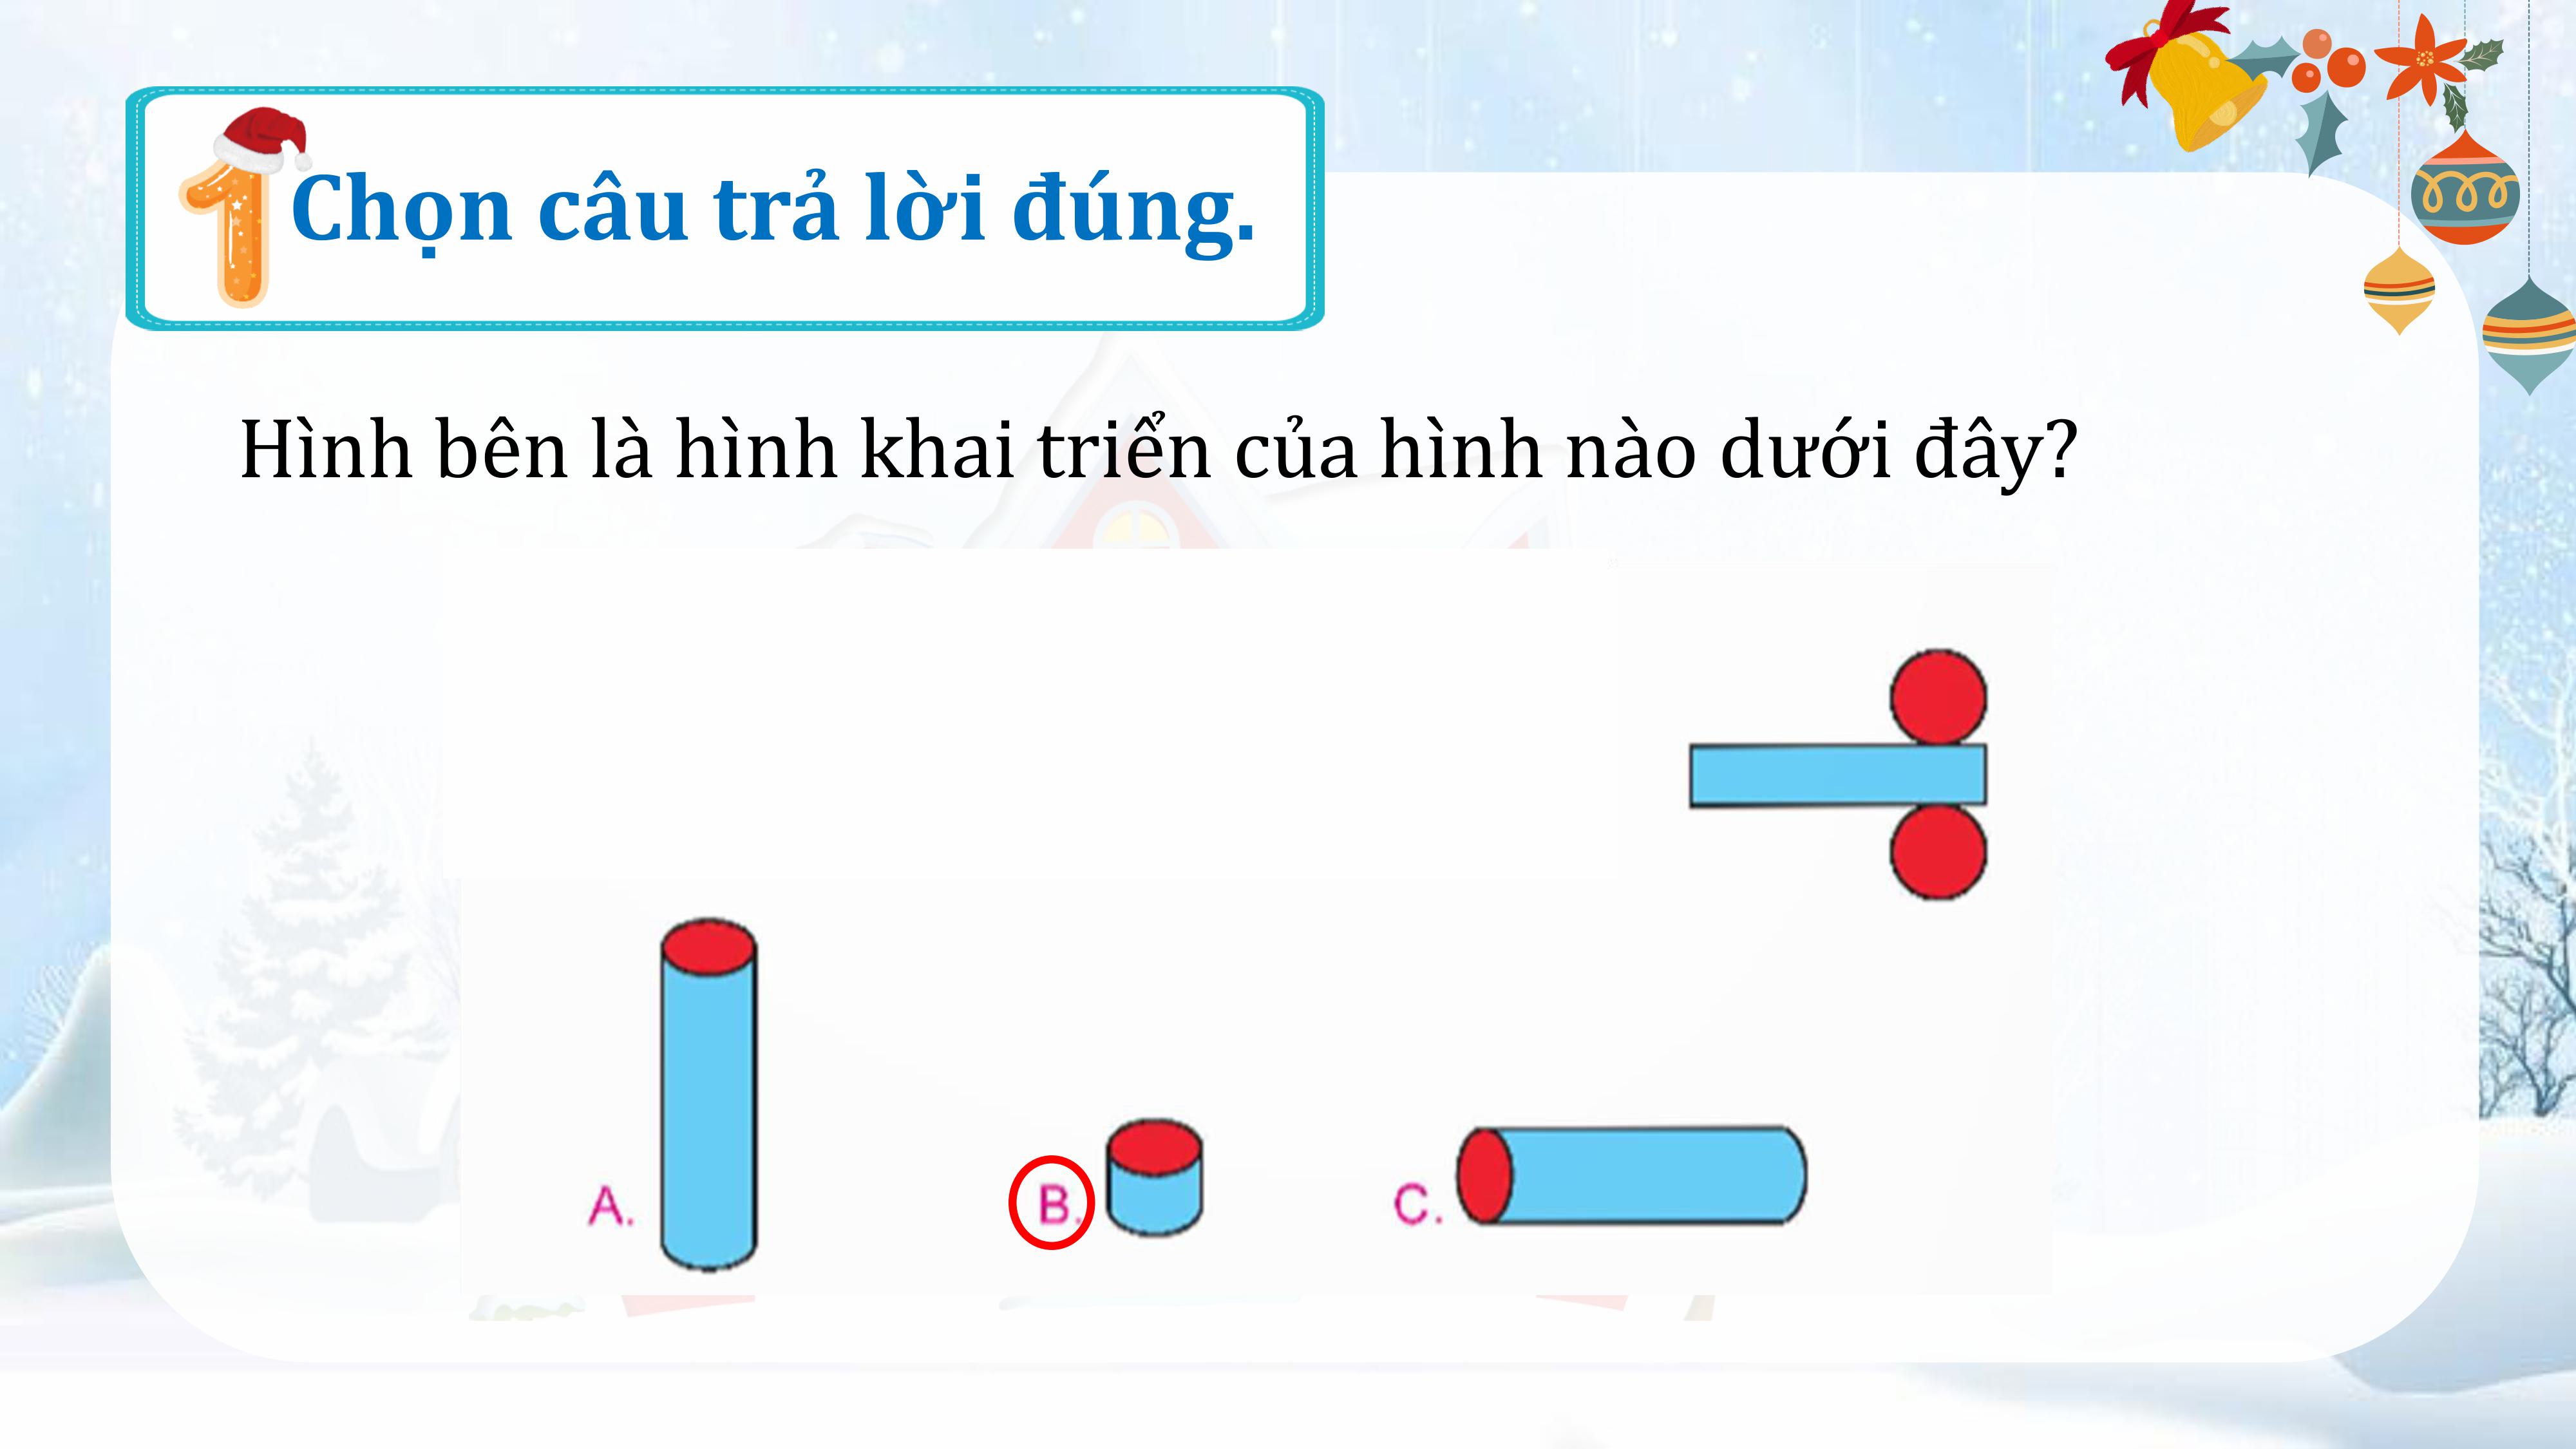 1 Chọn câu trả lời đúng.
Hình bên là hình khai triển của hình nào dưới đây?
A.
B.
C.